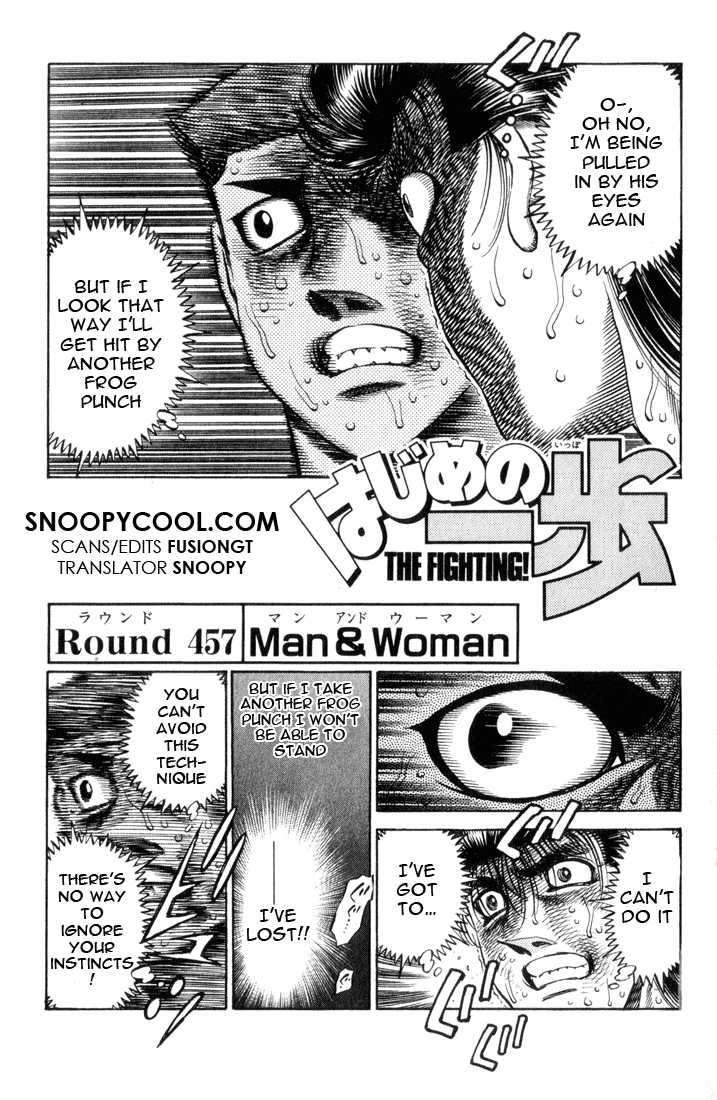 O-,
OH NO,
I'M BEING
PULLED
IN BY HIS
EYES
AGAIN
BUT IF I
LOOK THAT
WAY I'LL
GET HIT BY
ANOTHER
FROG
PUNCH
はじめの一歩
いっぽ
THE FIGHTING!
SNOOPYCOOL.COM
SCANS/EDITS FUSIONGT
TRANSLATOR SNOOPY
ラウンド
Round 457
マン アンド ウーマン
Man & Woman
I CAN'T
DO IT
I'VE
GOT
TO...
BUT IF I TAKE
ANOTHER FROG
PUNCH I WON'T
BE ABLE TO
STAND
I'VE
LOST!!
YOU
CAN'T
AVOID
THIS
TECH-
NIQUE
THERE'S
NO WAY
TO
IGNORE
YOUR
INSTINCTS
!